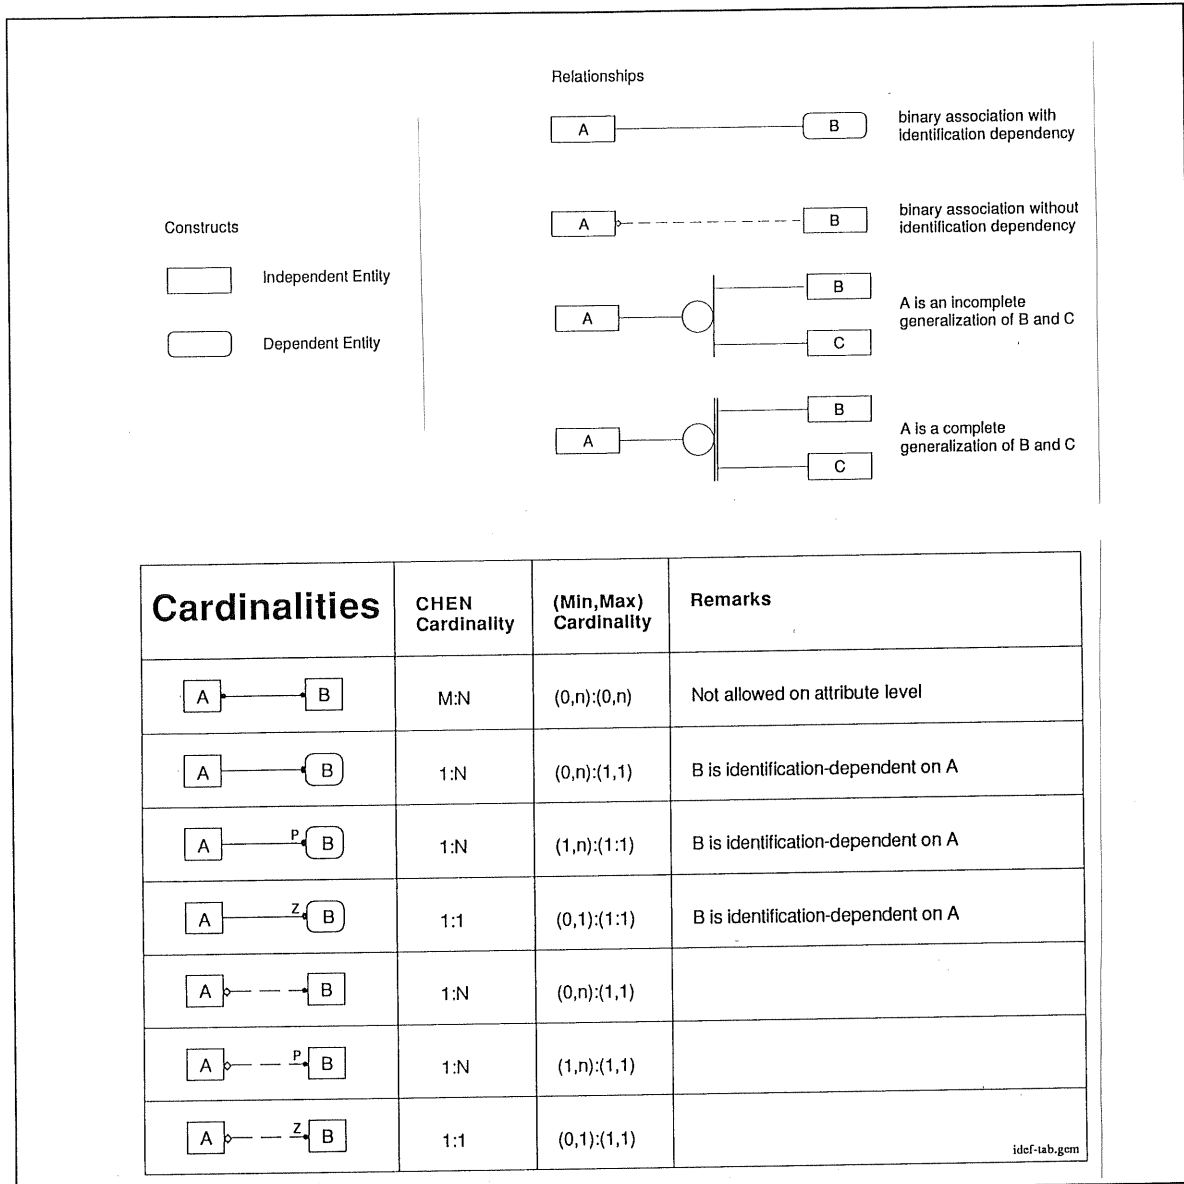 Relationships
A B binary association with
identification dependency
A B binary association without
identification dependency
Constructs
Independent Entity
Dependent Entity
A B C A is an incomplete
generalization of B and C
A B C A is a complete
generalization of B and C
Cardinalities CHEN Cardinality (Min,Max) Cardinality Remarks
A B M:N (0,n):(0,n) Not allowed on attribute level
A B 1:N (0,n):(1,1) B is identification-dependent on A
A P B 1:N (1,n):(1:1) B is identification-dependent on A
A Z B 1:1 (0,1):(1:1) B is identification-dependent on A
A B 1:N (0,n):(1,1)
A P B 1:N (1,n):(1,1)
A Z B 1:1 (0,1):(1,1)
idef-tab.gem